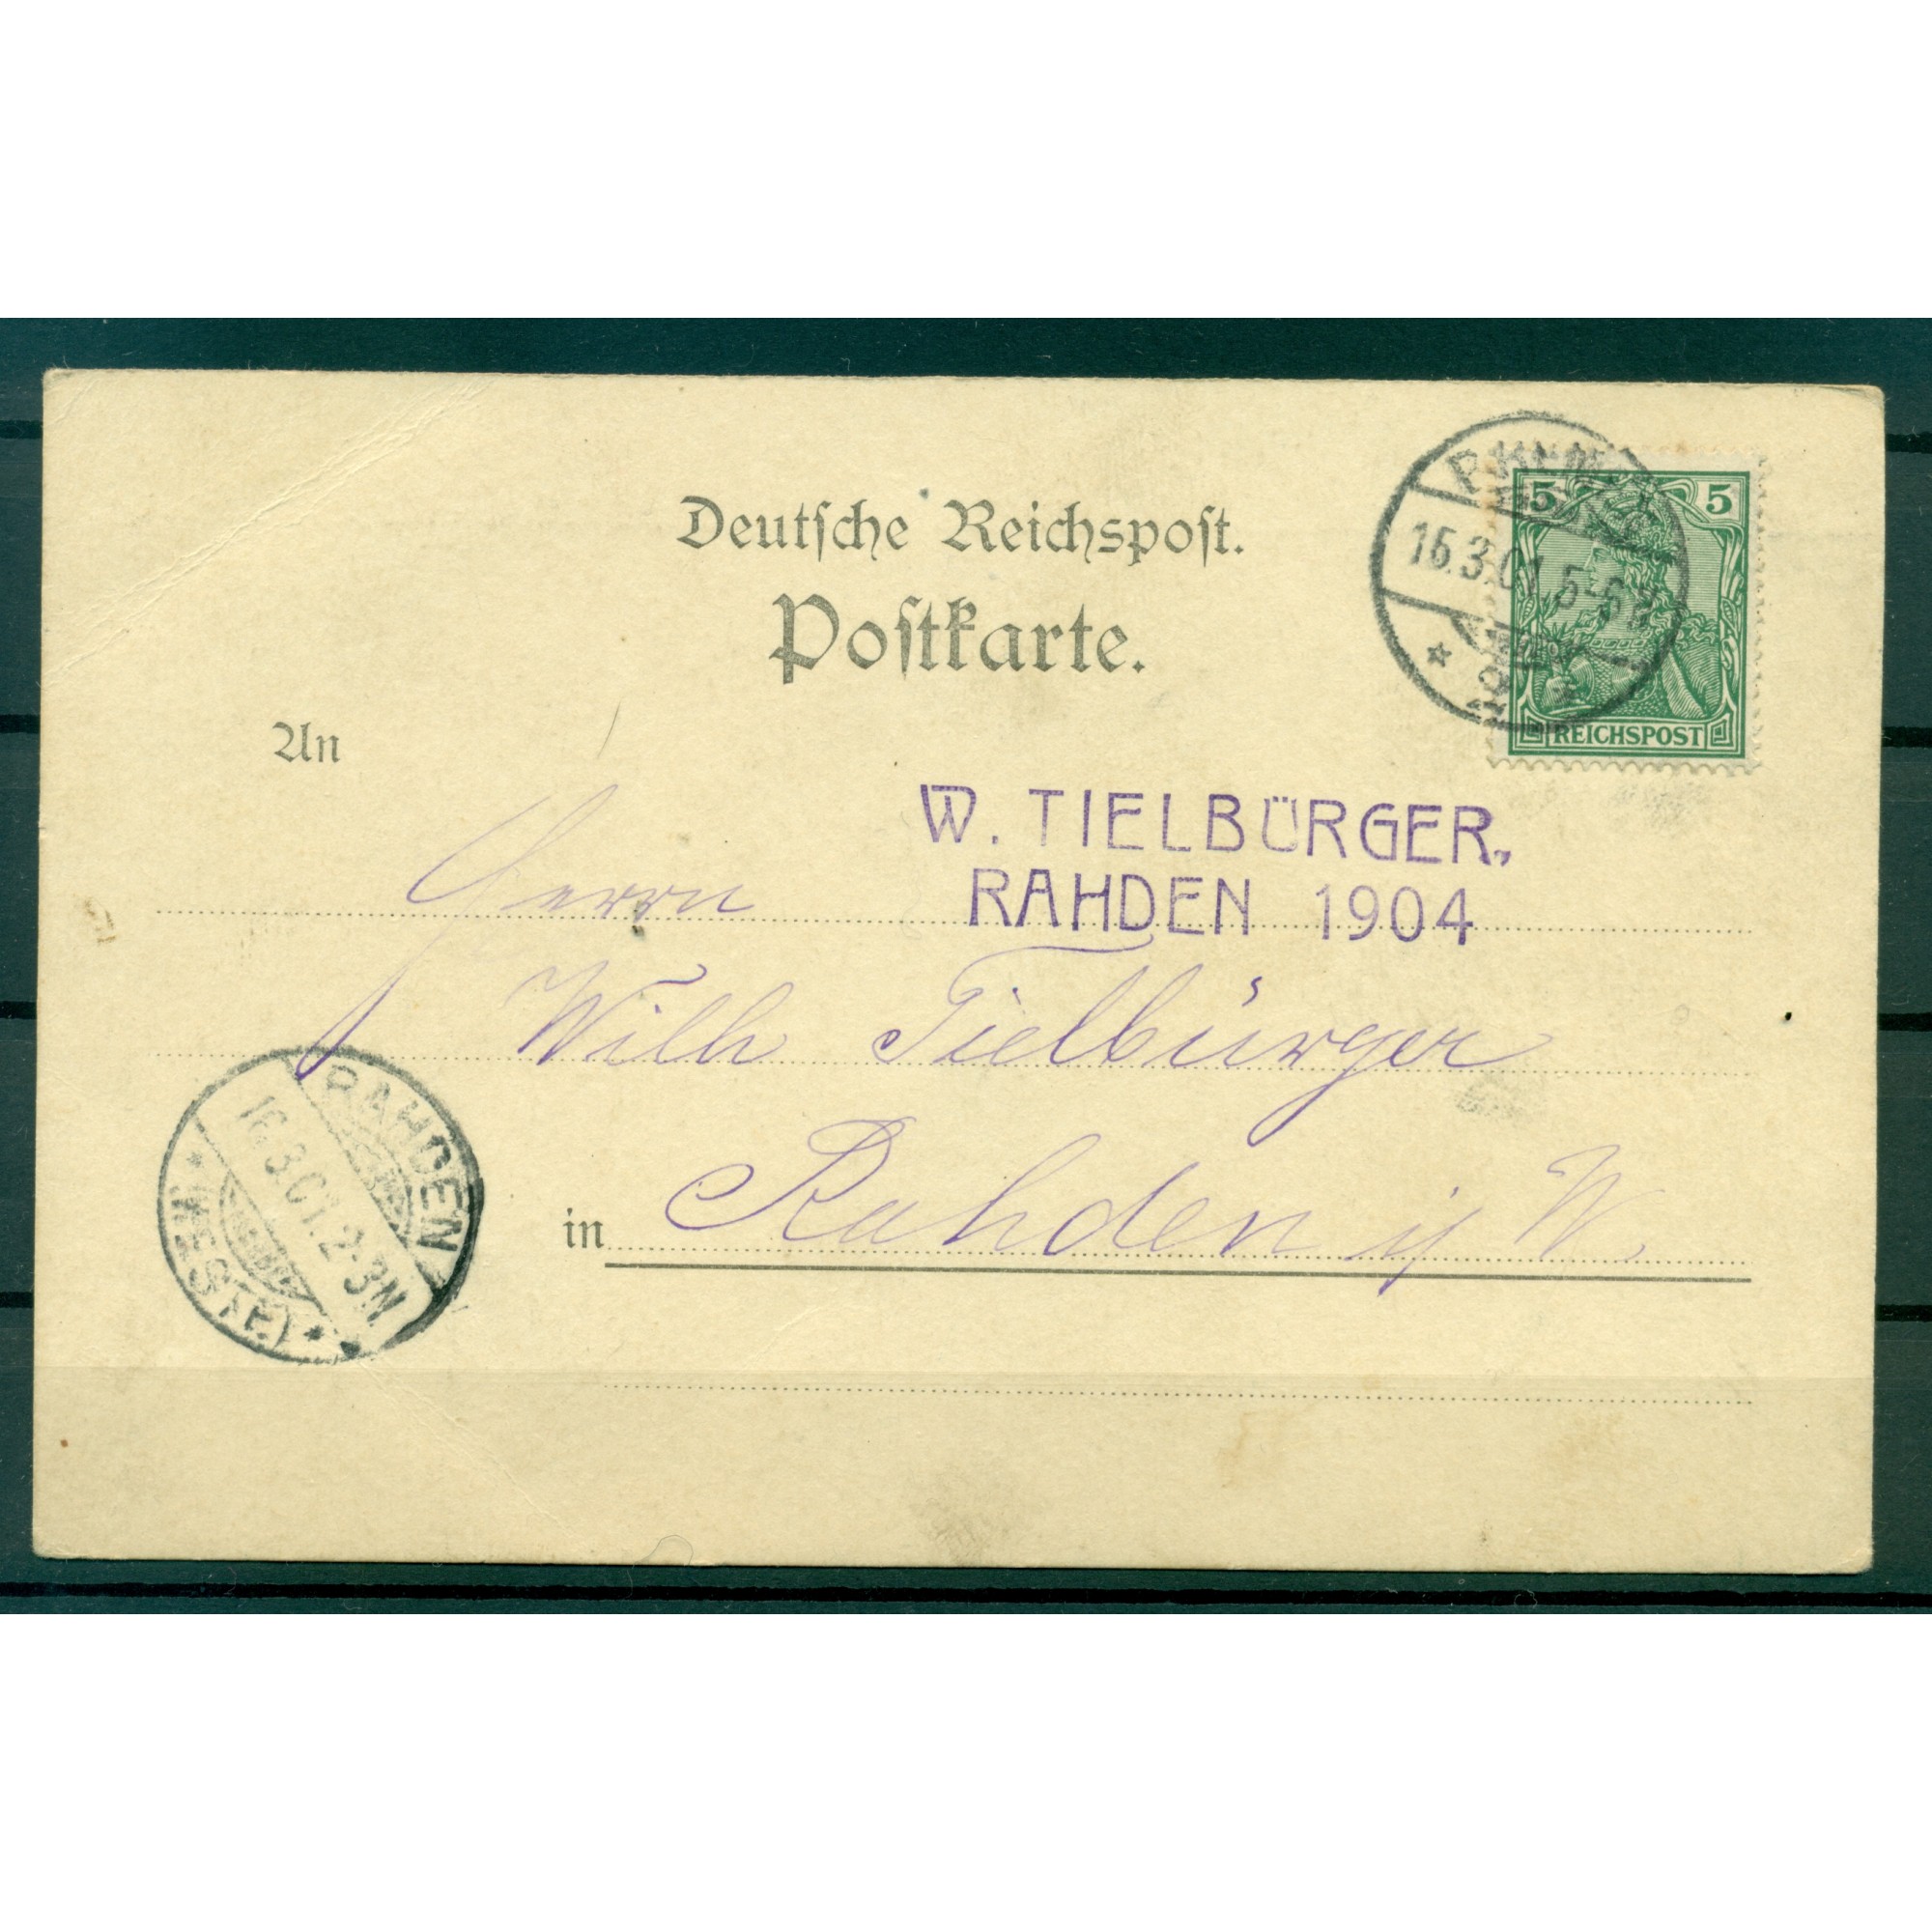 Deutsche Reichspost.
Postkarte.
5 5
16.3.01. 5-6
REICHSPOST
An
W. TIELBÜRGER,
RAHDEN 1904
Herrn
Wilh Tielbürger
in Rahden i/ W.
RAHDEN
16.3.01. 2-3N
(WESTF.)